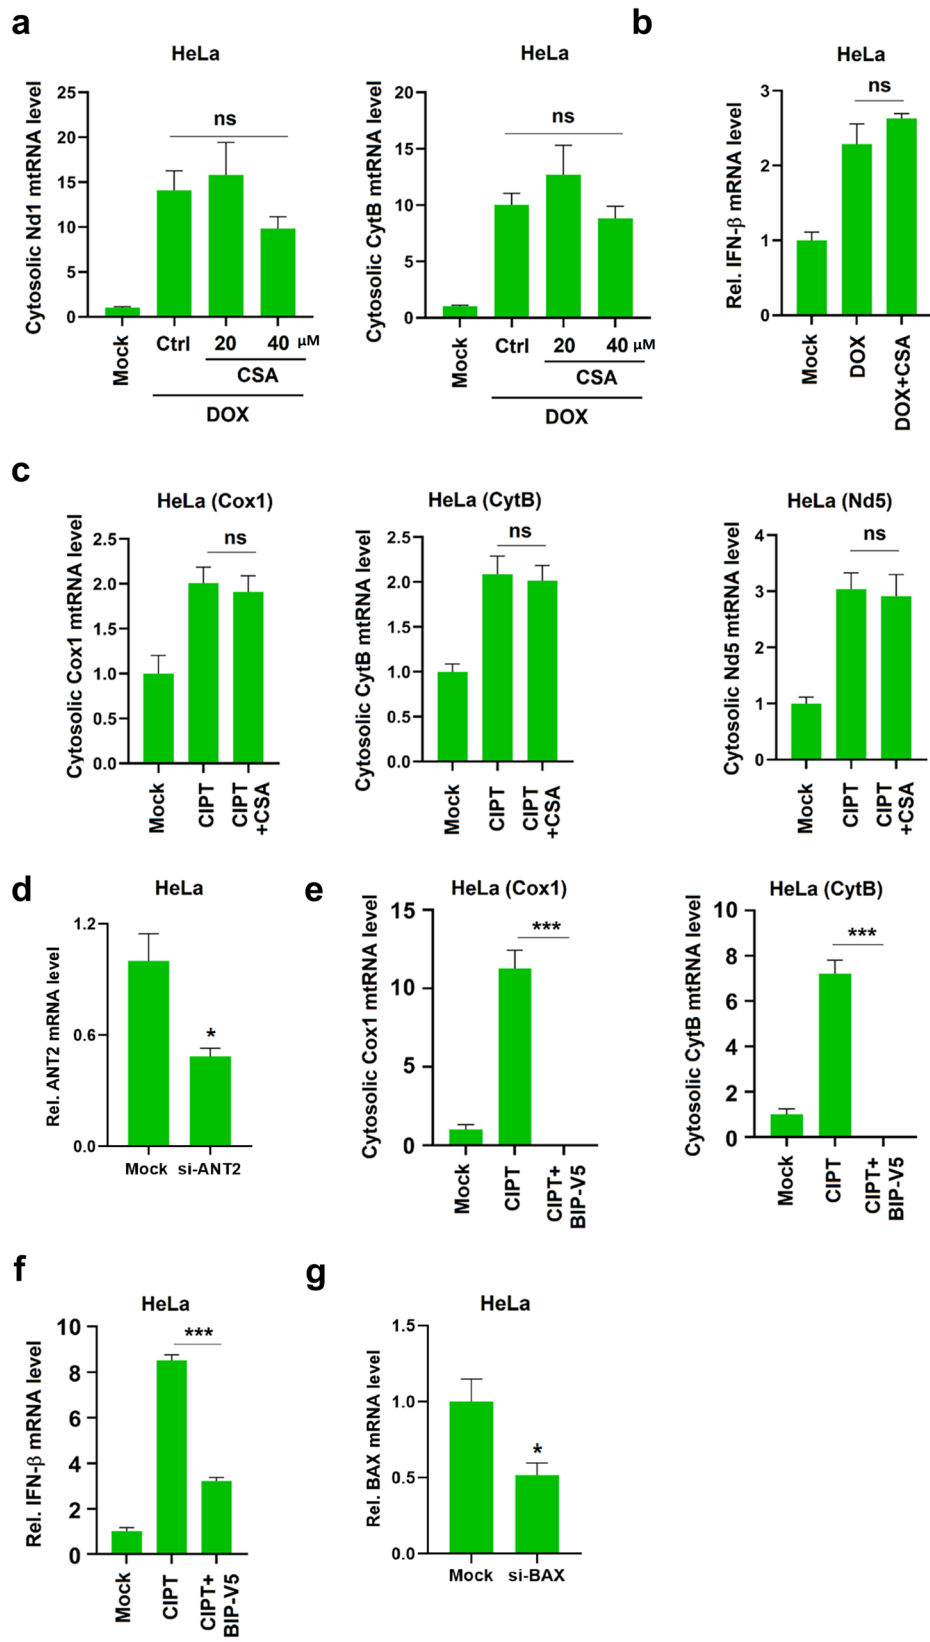 a
HeLa
Cytosolic Nd1 mtRNA level
25
20
15
10
5
0
ns
Mock
Ctrl
20
40 μM
CSA
DOX
HeLa
Cytosolic CytB mtRNA level
20
15
10
5
0
ns
Mock
Ctrl
20
40 μM
CSA
DOX
b
HeLa
Rel. IFN-β mRNA level
3
2
1
0
ns
Mock
DOX
DOX+CSA
c
HeLa (Cox1)
Cytosolic Cox1 mtRNA level
2.5
2.0
1.5
1.0
0.5
0.0
ns
Mock
CIPT
CIPT
+CSA
HeLa (CytB)
Cytosolic CytB mtRNA level
2.5
2.0
1.5
1.0
0.5
0.0
ns
Mock
CIPT
CIPT
+CSA
HeLa (Nd5)
Cytosolic Nd5 mtRNA level
4
3
2
1
0
ns
Mock
CIPT
CIPT
+CSA
d
HeLa
Rel. ANT2 mRNA level
1.2
0.6
0.0
*
Mock
si-ANT2
e
HeLa (Cox1)
Cytosolic Cox1 mtRNA level
15
10
5
0
***
Mock
CIPT
CIPT+
BIP-V5
HeLa (CytB)
Cytosolic CytB mtRNA level
10
8
6
4
2
0
***
Mock
CIPT
CIPT+
BIP-V5
f
HeLa
Rel. IFN-β mRNA level
10
8
6
4
2
0
***
Mock
CIPT
CIPT+
BIP-V5
g
HeLa
Rel. BAX mRNA level
1.5
1.0
0.5
0.0
*
Mock
si-BAX